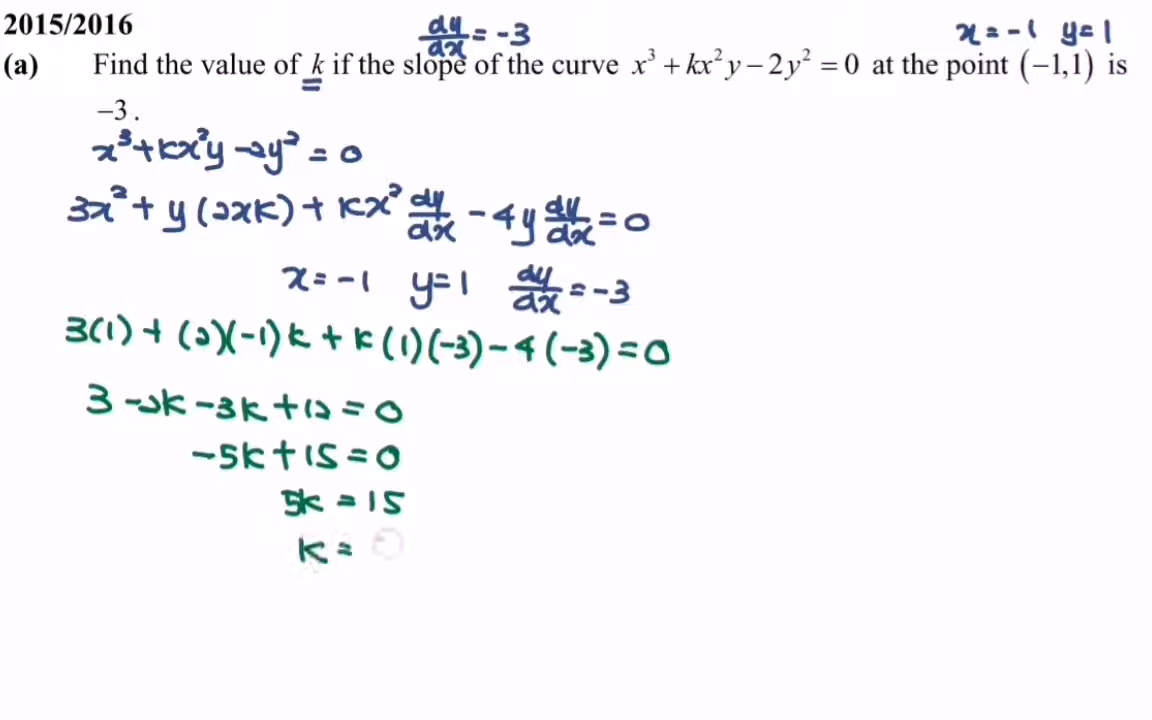 2015/2016 dy/dx = -3 x = -1 y = 1
(a) Find the value of k if the slope of the curve x³ + kx²y − 2y² = 0 at the point (−1,1) is
−3.
x³ + kx²y - 2y² = 0
3x² + y (2xk) + kx² dy/dx - 4y dy/dx = 0
x = -1 y = 1 dy/dx = -3
3(1) + (2)(-1)k + k(1)(-3) - 4(-3) = 0
3 - 2k - 3k + 12 = 0
-5k + 15 = 0
5k = 15
k =